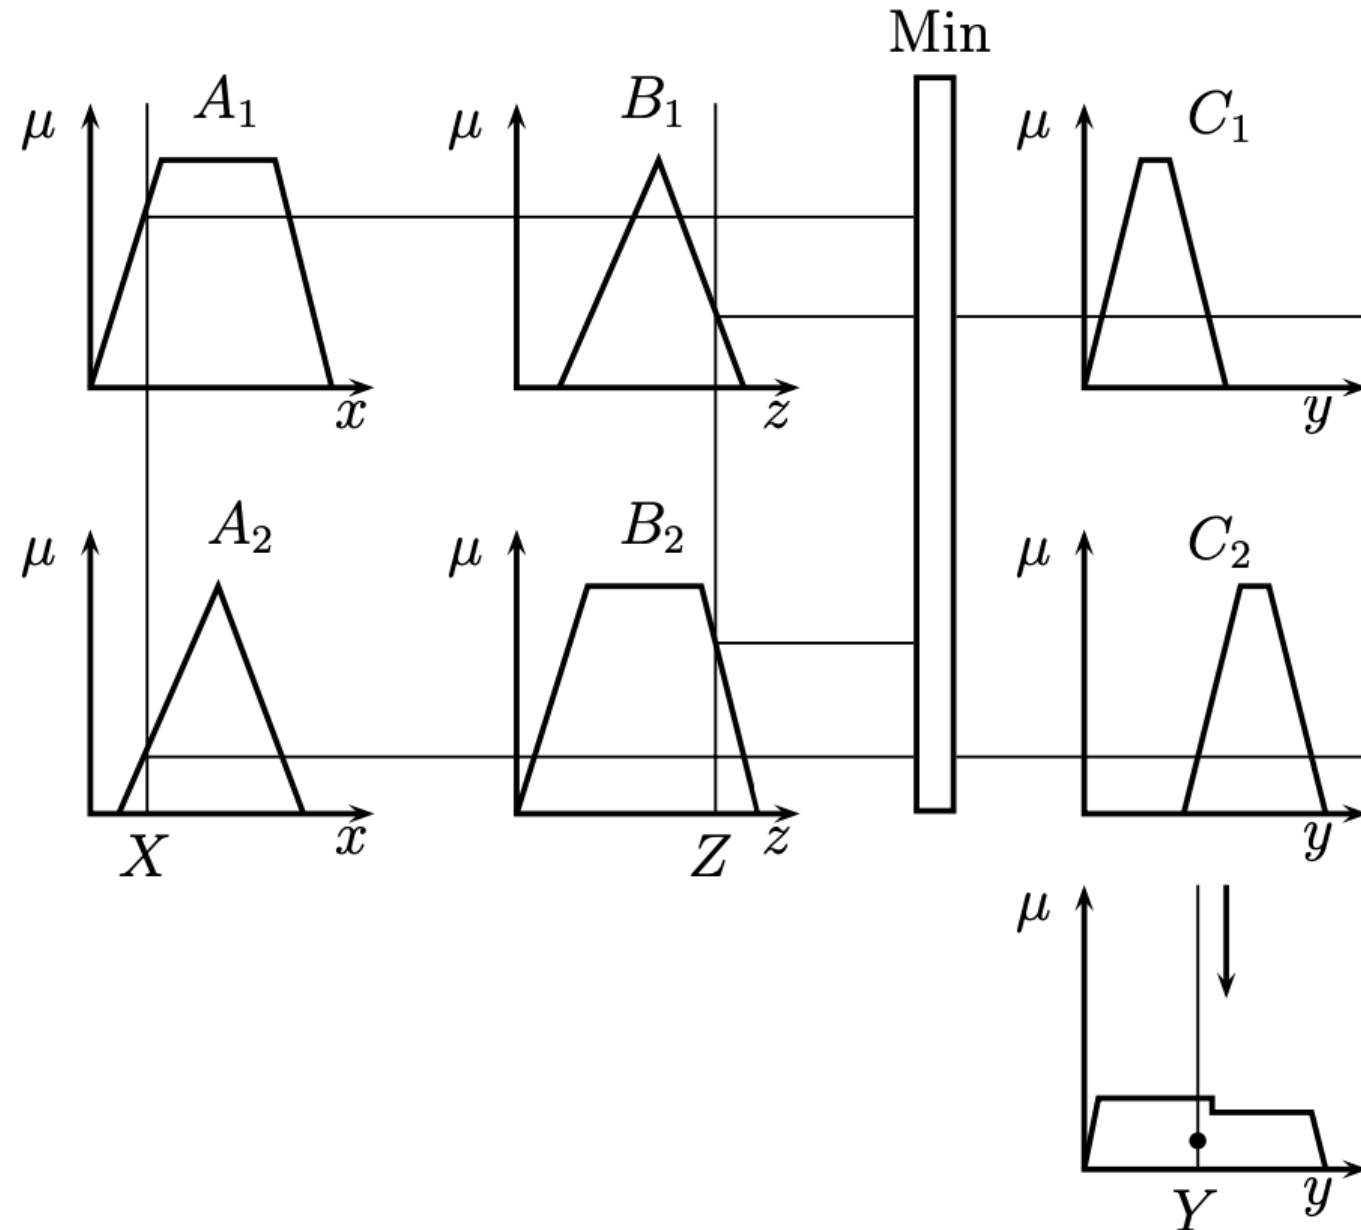 Min
μ A₁ μ B₁ μ C₁
x z y
μ A₂ μ B₂ μ C₂
X x Z z y
μ
Y y